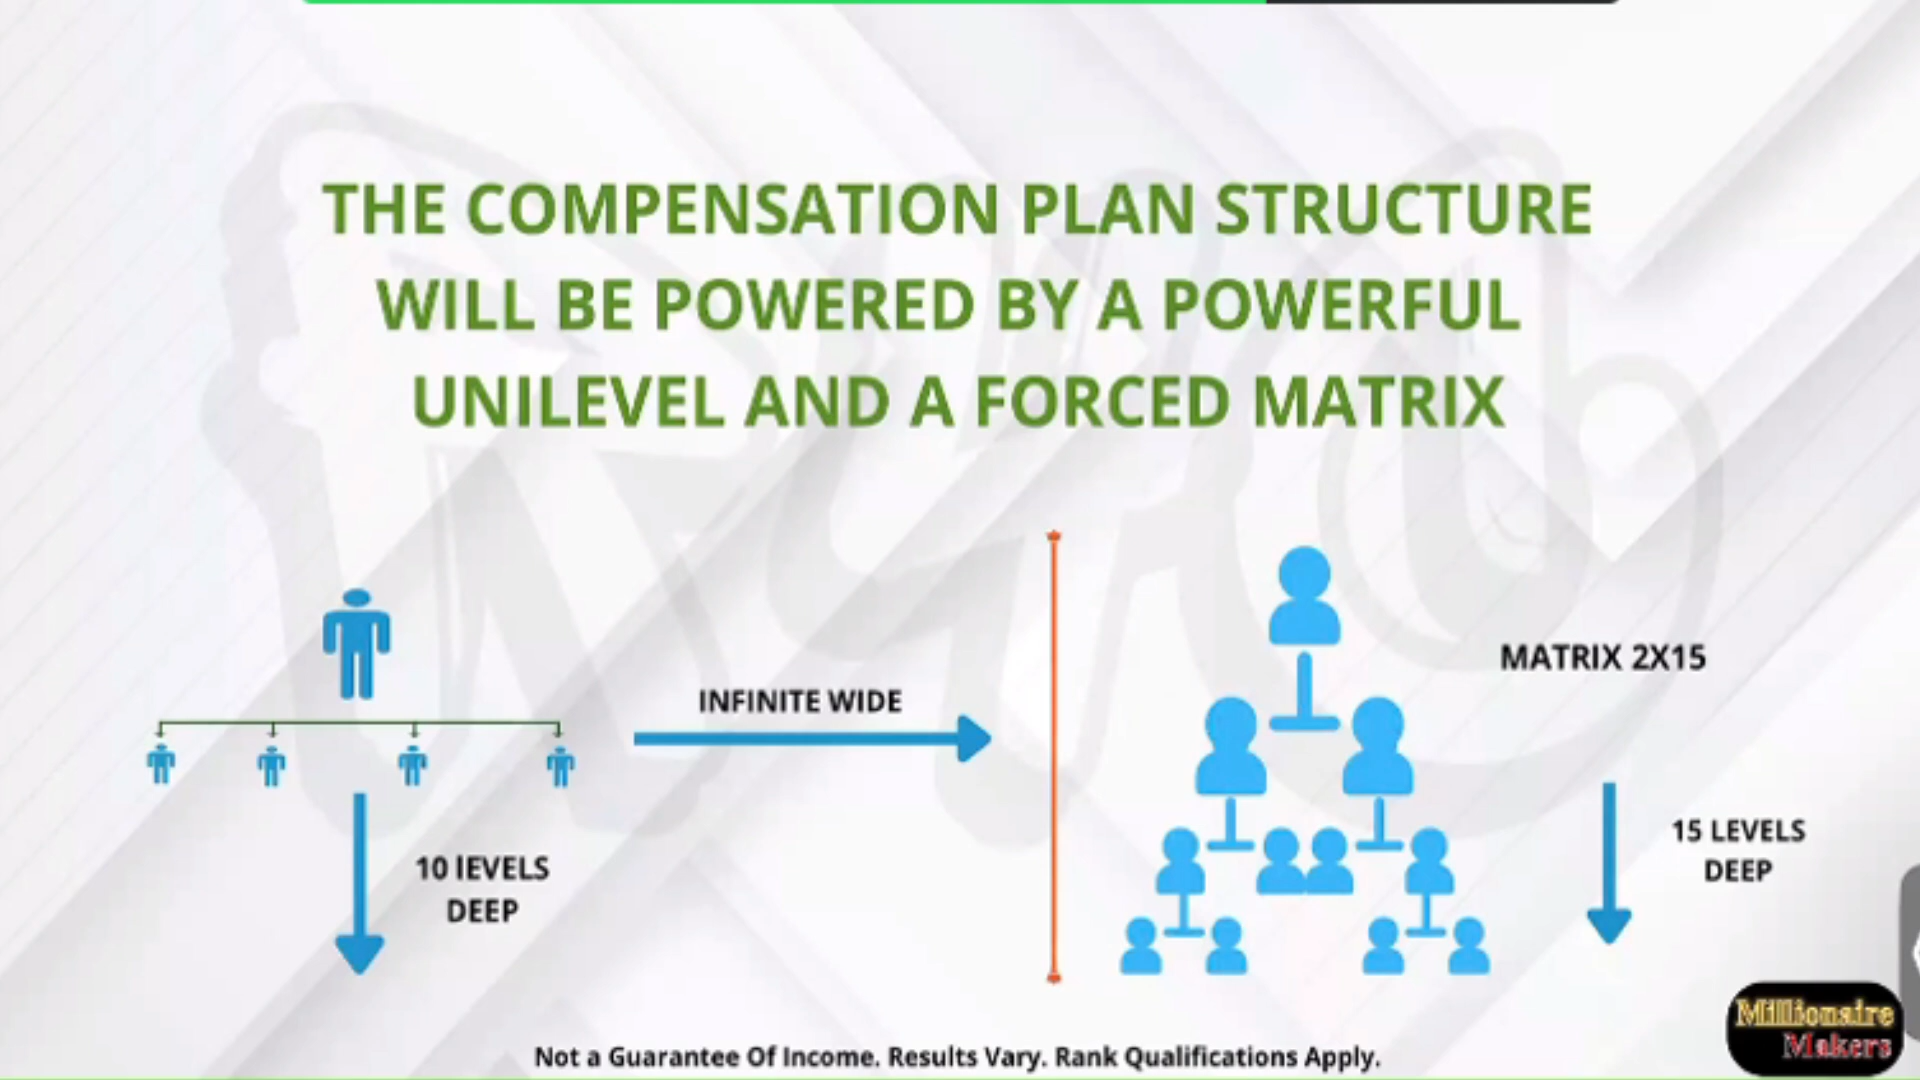 THE COMPENSATION PLAN STRUCTURE
WILL BE POWERED BY A POWERFUL
UNILEVEL AND A FORCED MATRIX
INFINITE WIDE
10 lEVELS
DEEP
MATRIX 2X15
15 LEVELS
DEEP
Millionaire
Makers
Not a Guarantee Of Income. Results Vary. Rank Qualifications Apply.